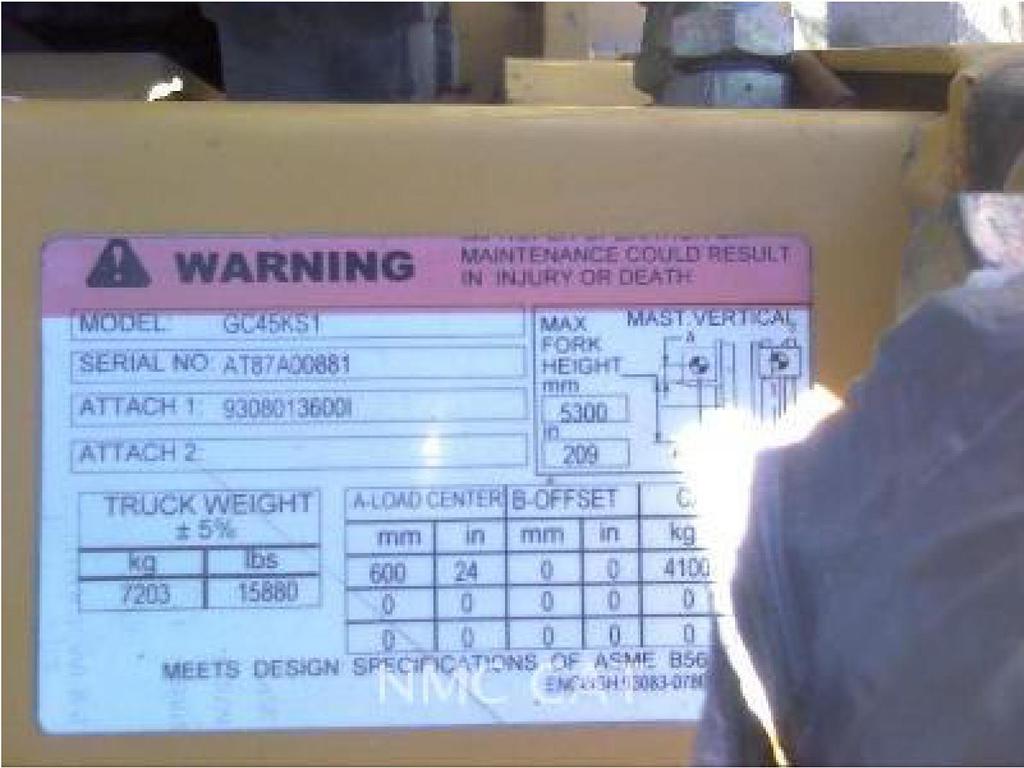 WARNING
MAINTENANCE COULD RESULT
IN INJURY OR DEATH
MODEL: GC45KS1
SERIAL NO: AT87A00881
ATTACH 1: 9308013600I
ATTACH 2:
MAX FORK HEIGHT
MAST VERTICAL
A
mm
5300
in
209
TRUCK WEIGHT
± 5%
kg lbs
7203 15880
A-LOAD CENTER B-OFFSET
mm in mm in kg
600 24 0 0 4100
0 0 0 0 0
0 0 0 0 0
MEETS DESIGN SPECIFICATIONS OF ASME B56
NMC CAT